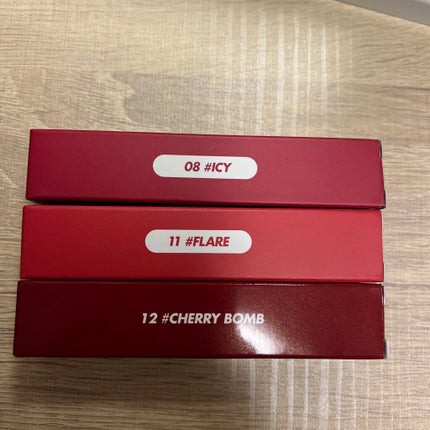 08 #ICY
11 #FLARE
12 #CHERRY BOMB